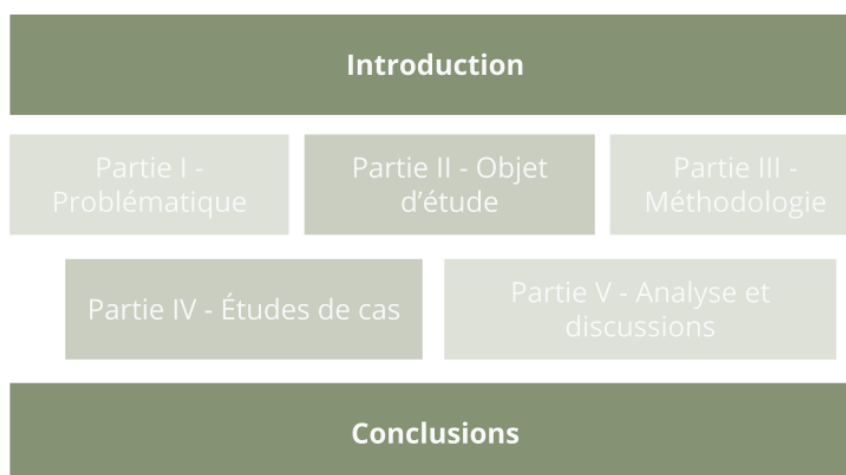 Introduction
Partie I -
Problématique
Partie II - Objet
d’étude
Partie III -
Méthodologie
Partie IV - Études de cas
Partie V - Analyse et
discussions
Conclusions